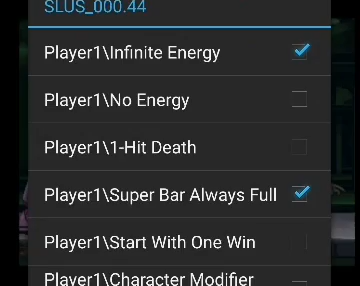 SLUS_000.44
Player1\Infinite Energy
Player1\No Energy
Player1\1-Hit Death
Player1\Super Bar Always Full
Player1\Start With One Win
Player1\Character Modifier